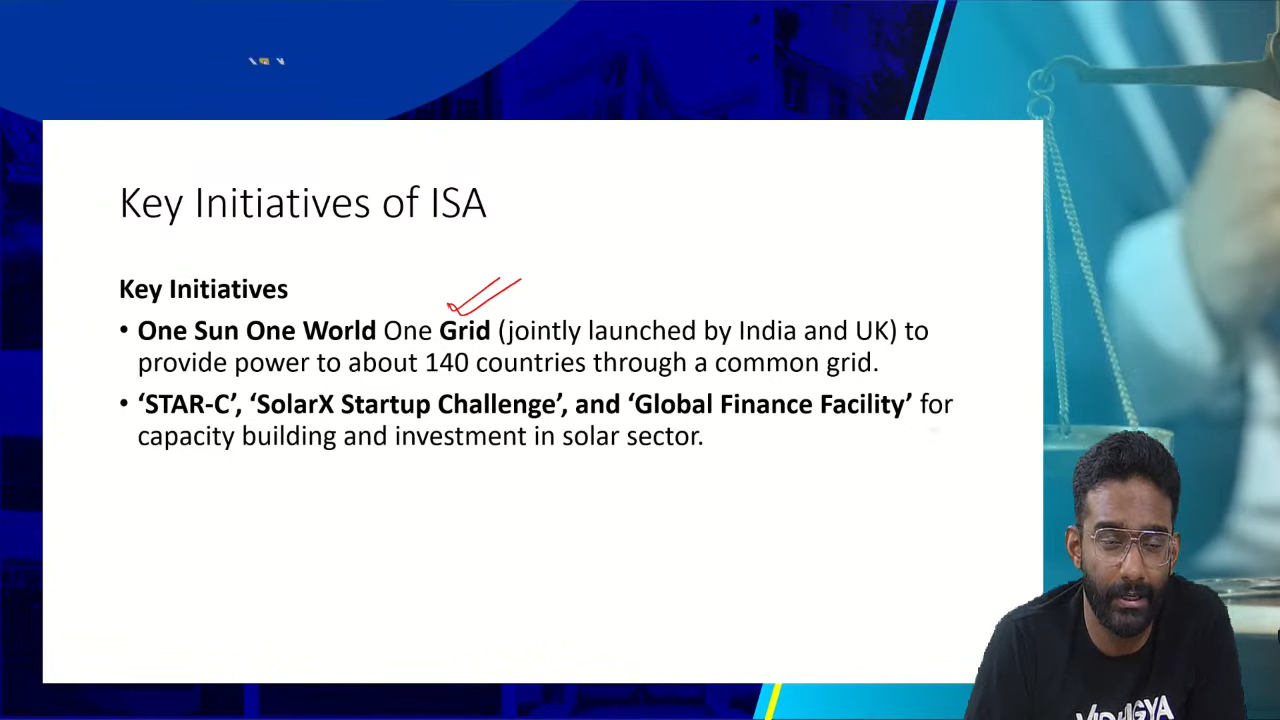 Key Initiatives of ISA
Key Initiatives
• One Sun One World One Grid (jointly launched by India and UK) to
provide power to about 140 countries through a common grid.
• ‘STAR-C’, ‘SolarX Startup Challenge’, and ‘Global Finance Facility’ for
capacity building and investment in solar sector.
VIDHIGYA